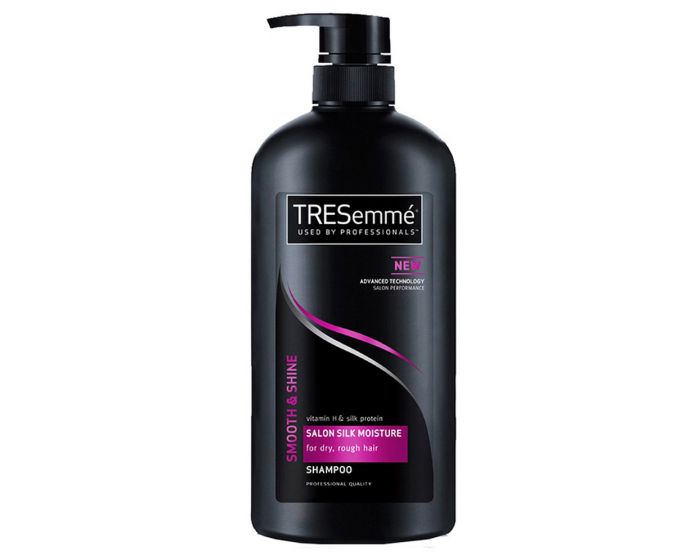 TRESemmé®
USED BY PROFESSIONALS™
NEW
ADVANCED TECHNOLOGY
SALON PERFORMANCE
SMOOTH & SHINE
vitamin H & silk protein
SALON SILK MOISTURE
for dry, rough hair
SHAMPOO
PROFESSIONAL QUALITY